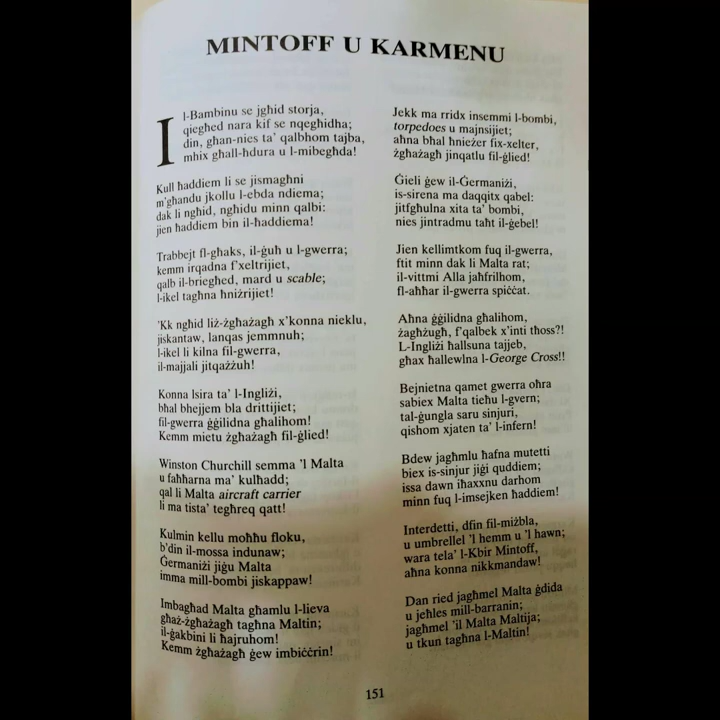 MINTOFF U KARMENU
Il-Bambinu se jgħid storja,
qiegħed nara kif se nqegħidha;
din, għan-nies ta' qalbhom tajba,
mhix għall-hdura u l-mibegħda!
Kull ħaddiem li se jismagħni
m'għandu jkollu l-ebda ndiema;
dak li ngħid, ngħidu minn qalbi:
jien ħaddiem bin il-ħaddiema!
Trabbejt fl-għaks, il-ġuħ u l-gwerra;
kemm irqadna f'xeltrijiet,
qalb il-briegħed, mard u scable;
l-ikel tagħna ħniżrijiet!
'Kk ngħid liż-żgħażagħ x'konna nieklu,
jiskantaw, lanqas jemmnuh;
l-ikel li kilna fil-gwerra,
il-majjali jitqażżuh!
Konna lsira ta' l-Ingliżi,
bħal bhejjem bla drittijiet;
fil-gwerra ġġilidna għalihom!
Kemm mietu żgħażagħ fil-ġlied!
Winston Churchill semma 'l Malta
u faħħarna ma' kulħadd;
qal li Malta aircraft carrier
li ma tista' tegħreq qatt!
Kulmin kellu moħħu floku,
b'din il-mossa indunaw;
Ġermaniżi jiġu Malta
imma mill-bombi jiskappaw!
Imbagħad Malta għamlu l-lieva
għaż-żgħażagħ tagħna Maltin;
il-ġakbini li ħajruhom!
Kemm żgħażagħ ġew imbiċċrin!
Jekk ma rridx insemmi l-bombi,
torpedoes u majnsijiet;
aħna bħal ħnieżer fix-xelter,
żgħażagħ jinqatlu fil-ġlied!
Ġieli ġew il-Ġermaniżi,
is-sirena ma daqqitx qabel:
jitfgħulna xita ta' bombi,
nies jintradmu taħt il-ġebel!
Jien kellimtkom fuq il-gwerra,
ftit minn dak li Malta rat;
il-vittmi Alla jaħfrilhom,
fl-aħħar il-gwerra spiċċat.
Aħna ġġilidna għalihom,
żagħżugħ, f'qalbek x'inti tħoss?!
L-Ingliżi ħallsuna tajjeb,
għax ħallewlna l-George Cross!!
Bejnietna qamet gwerra oħra
sabiex Malta tieħu l-gvern;
tal-ġungla saru sinjuri,
qishom xjaten ta' l-infern!
Bdew jagħmlu ħafna mutetti
biex is-sinjur jiġi quddiem;
issa dawn iħaxxnu darhom
minn fuq l-imsejken ħaddiem!
Interdetti, dfin fil-miżbla,
u umbrellel 'l hemm u 'l hawn;
wara tela' l-Kbir Mintoff,
aħna konna nikkmandaw!
Dan ried jagħmel Malta ġdida
u jeħles mill-barranin;
jagħmel 'il Malta Maltija;
u tkun tagħna l-Maltin!
151